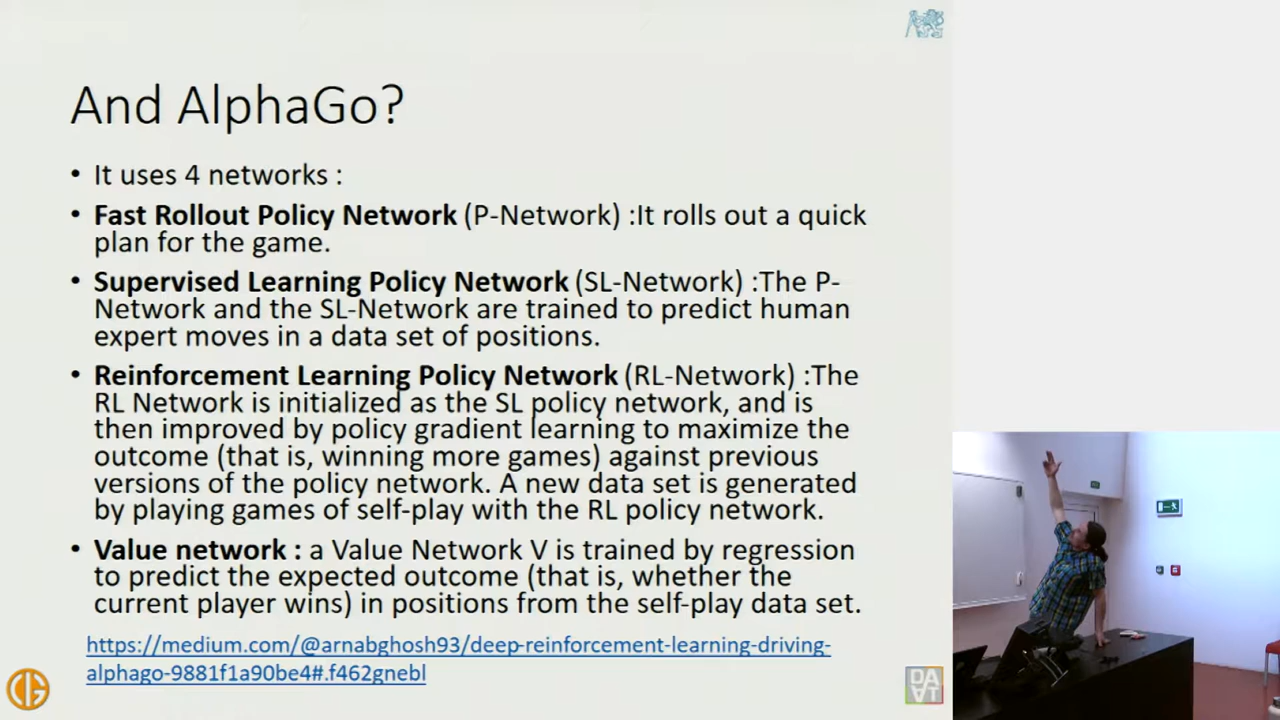 And AlphaGo?
• It uses 4 networks :
• Fast Rollout Policy Network (P-Network) :It rolls out a quick
plan for the game.
• Supervised Learning Policy Network (SL-Network) :The P-
Network and the SL-Network are trained to predict human
expert moves in a data set of positions.
• Reinforcement Learning Policy Network (RL-Network) :The
RL Network is initialized as the SL policy network, and is
then improved by policy gradient learning to maximize the
outcome (that is, winning more games) against previous
versions of the policy network. A new data set is generated
by playing games of self-play with the RL policy network.
• Value network : a Value Network V is trained by regression
to predict the expected outcome (that is, whether the
current player wins) in positions from the self-play data set.
https://medium.com/@arnabghosh93/deep-reinforcement-learning-driving-
alphago-9881f1a90be4#.f462gnebl